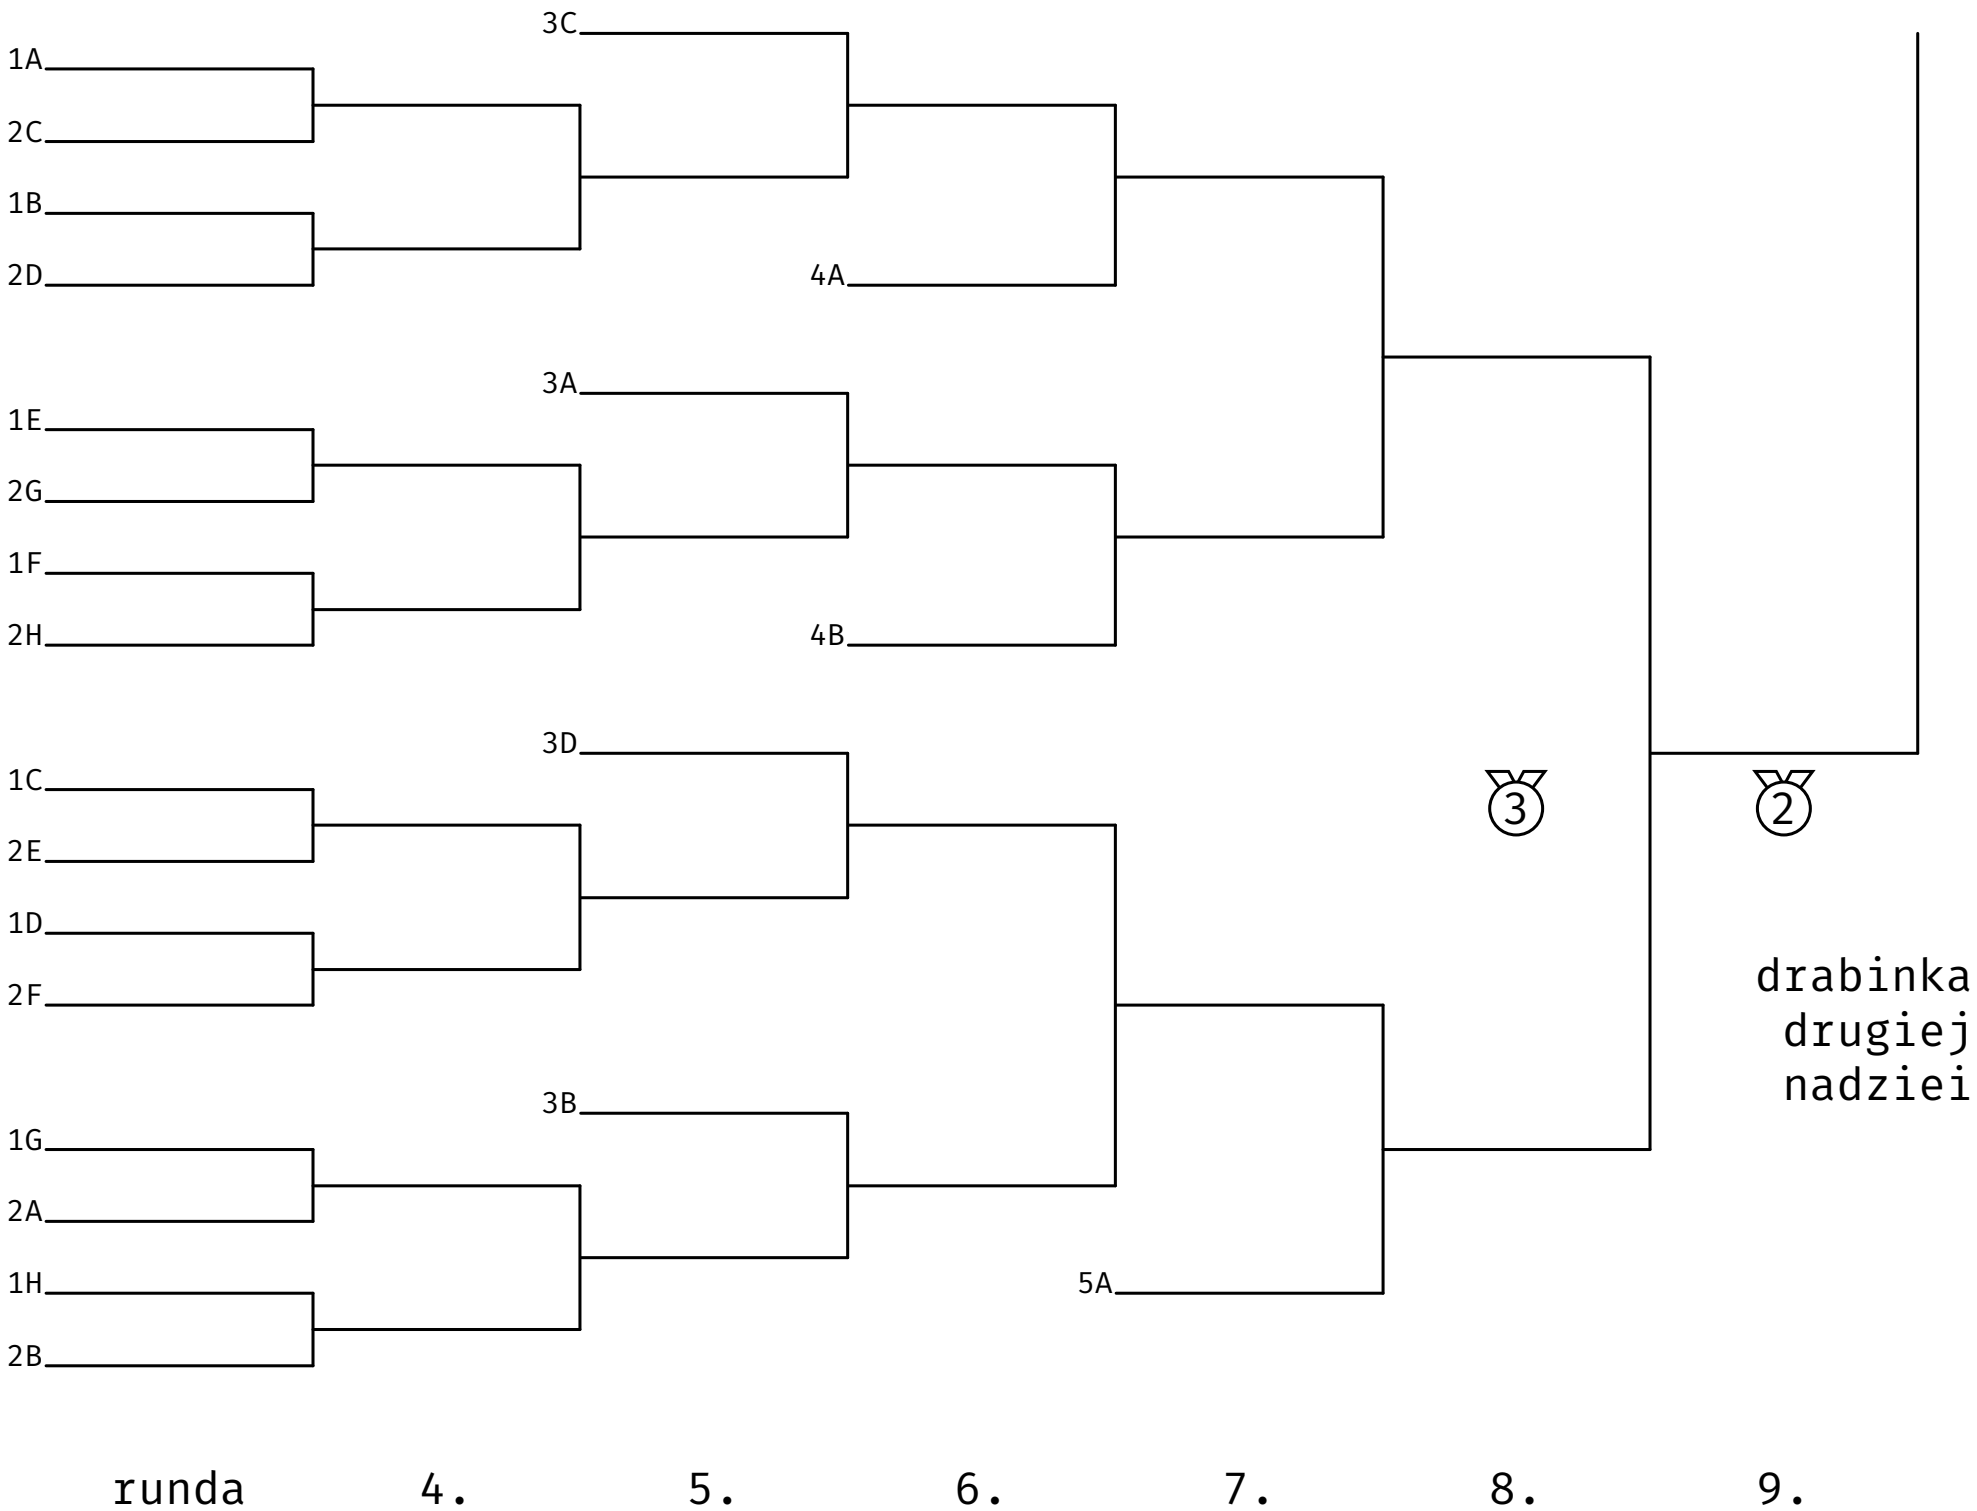 3C
1A
2C
1B
2D
4A
3A
1E
2G
1F
2H
4B
3D
1C
2E
3
2
1D
2F
drabinka
drugiej
nadziei
3B
1G
2A
1H
5A
2B
runda 4. 5. 6. 7. 8. 9.